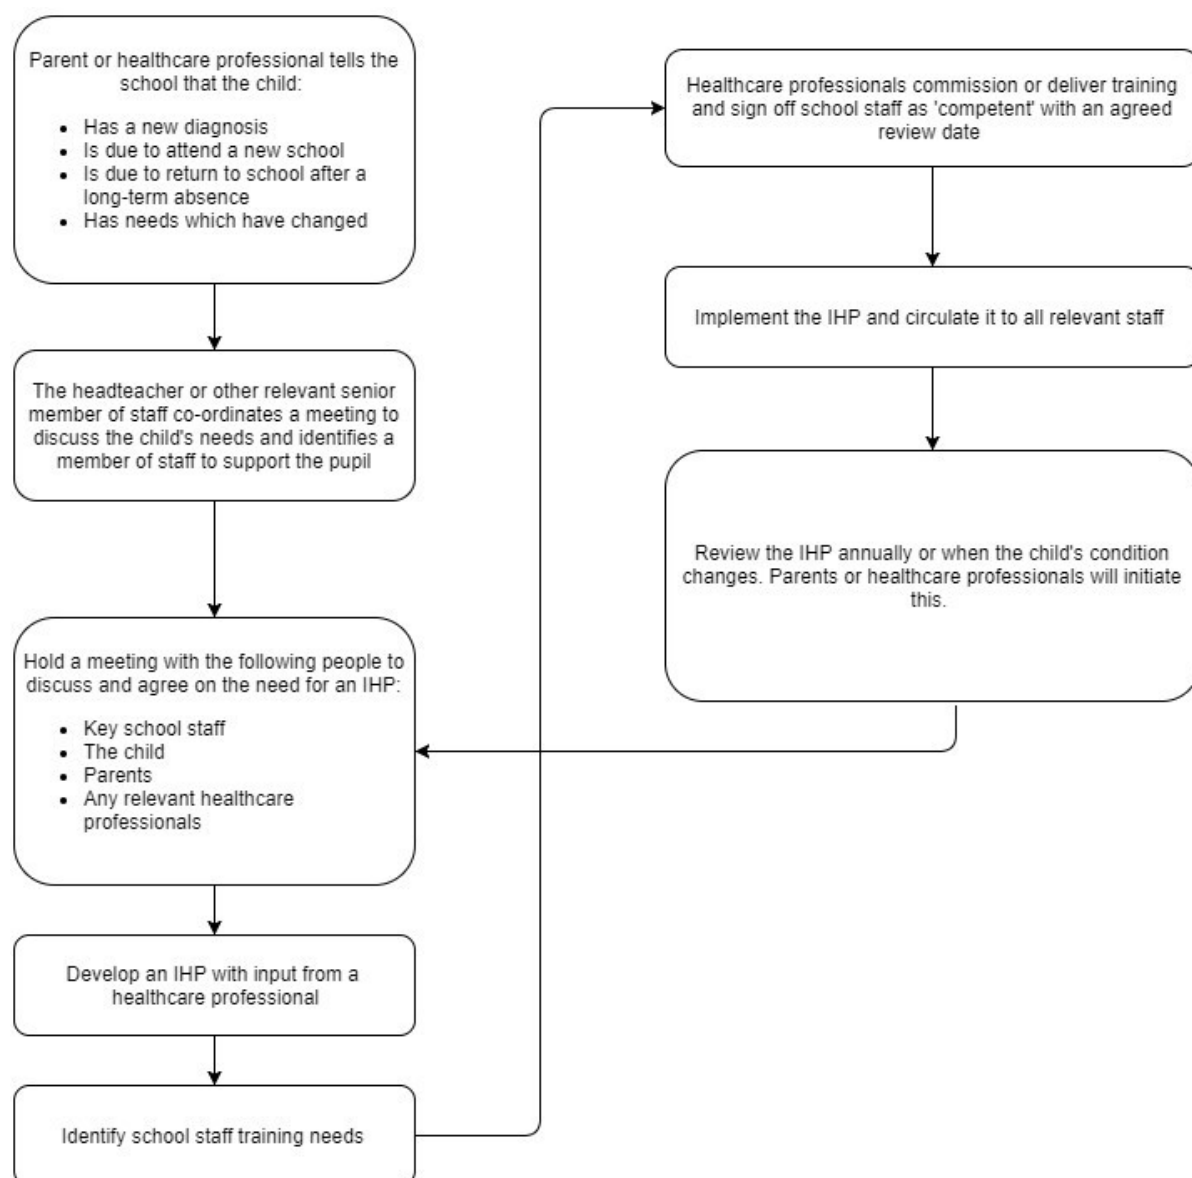 Parent or healthcare professional tells the
school that the child:
• Has a new diagnosis
• Is due to attend a new school
• Is due to return to school after a
long-term absence
• Has needs which have changed
The headteacher or other relevant senior
member of staff co-ordinates a meeting to
discuss the child's needs and identifies a
member of staff to support the pupil
Hold a meeting with the following people to
discuss and agree on the need for an IHP:
• Key school staff
• The child
• Parents
• Any relevant healthcare
professionals
Develop an IHP with input from a
healthcare professional
Identify school staff training needs
Healthcare professionals commission or deliver training
and sign off school staff as 'competent' with an agreed
review date
Implement the IHP and circulate it to all relevant staff
Review the IHP annually or when the child's condition
changes. Parents or healthcare professionals will initiate
this.